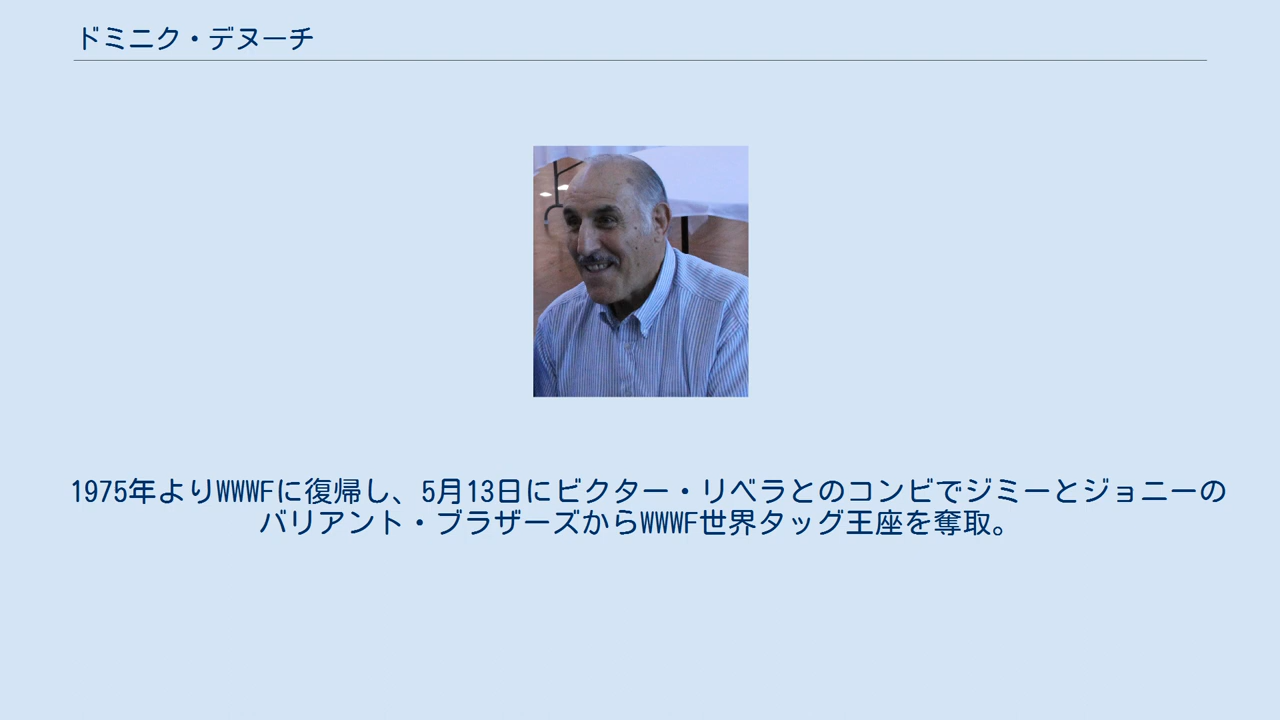 ドミニク・デヌーチ
1975年よりWWWFに復帰し、5月13日にビクター・リベラとのコンビでジミーとジョニーの
バリアント・ブラザーズからWWWF世界タッグ王座を奪取。